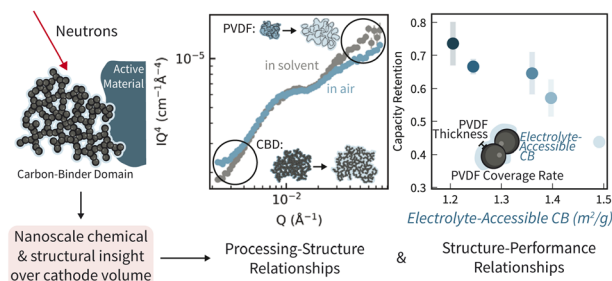 Neutrons
Active
Material
Carbon-Binder Domain
Nanoscale chemical
& structural insight
over cathode volume
PVDF:
in solvent
in air
CBD:
10⁻⁵
IQ⁴ (cm⁻¹Å⁻⁴)
10⁻²
Q (Å⁻¹)
Processing-Structure
Relationships
&
0.8
0.7
0.6
0.5
0.4
0.3
Capacity Retention
PVDF
Thickness
Electrolyte-
Accessible
CB
PVDF Coverage Rate
1.2 1.3 1.4 1.5
Electrolyte-Accessible CB (m²/g)
Structure-Performance
Relationships